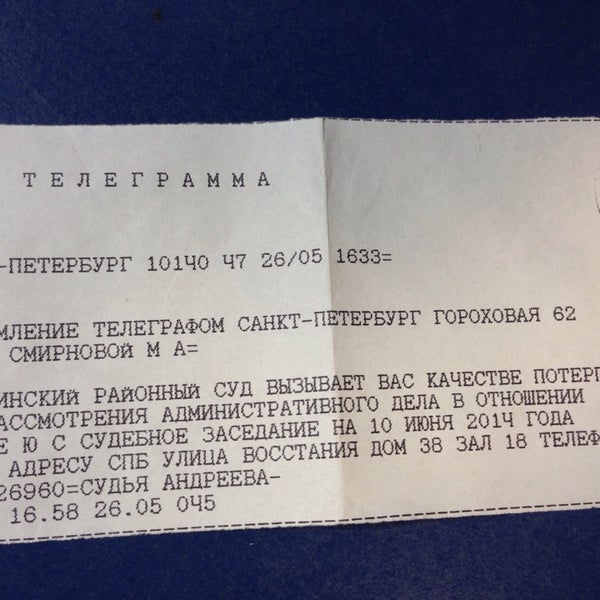 ТЕЛЕГРАММА
-ПЕТЕРБУРГ 101Ч0 Ч7 26/05 1633=
МЛЕНИЕ ТЕЛЕГРАФОМ САНКТ-ПЕТЕРБУРГ ГОРОХОВАЯ 62
СМИРНОВОЙ М А=
ИНСКИЙ РАЙОННЫЙ СУД ВЫЗЫВАЕТ ВАС КАЧЕСТВЕ ПОТЕРП
АССМОТРЕНИЯ АДМИНИСТРАТИВНОГО ДЕЛА В ОТНОШЕНИИ
Е Ю С СУДЕБНОЕ ЗАСЕДАНИЕ НА 10 ИЮНЯ 201Ч ГОДА
АДРЕСУ СПБ УЛИЦА ВОССТАНИЯ ДОМ 38 ЗАЛ 18 ТЕЛЕФ
26960=СУДЬЯ АНДРЕЕВА-
16.58 26.05 0Ч5